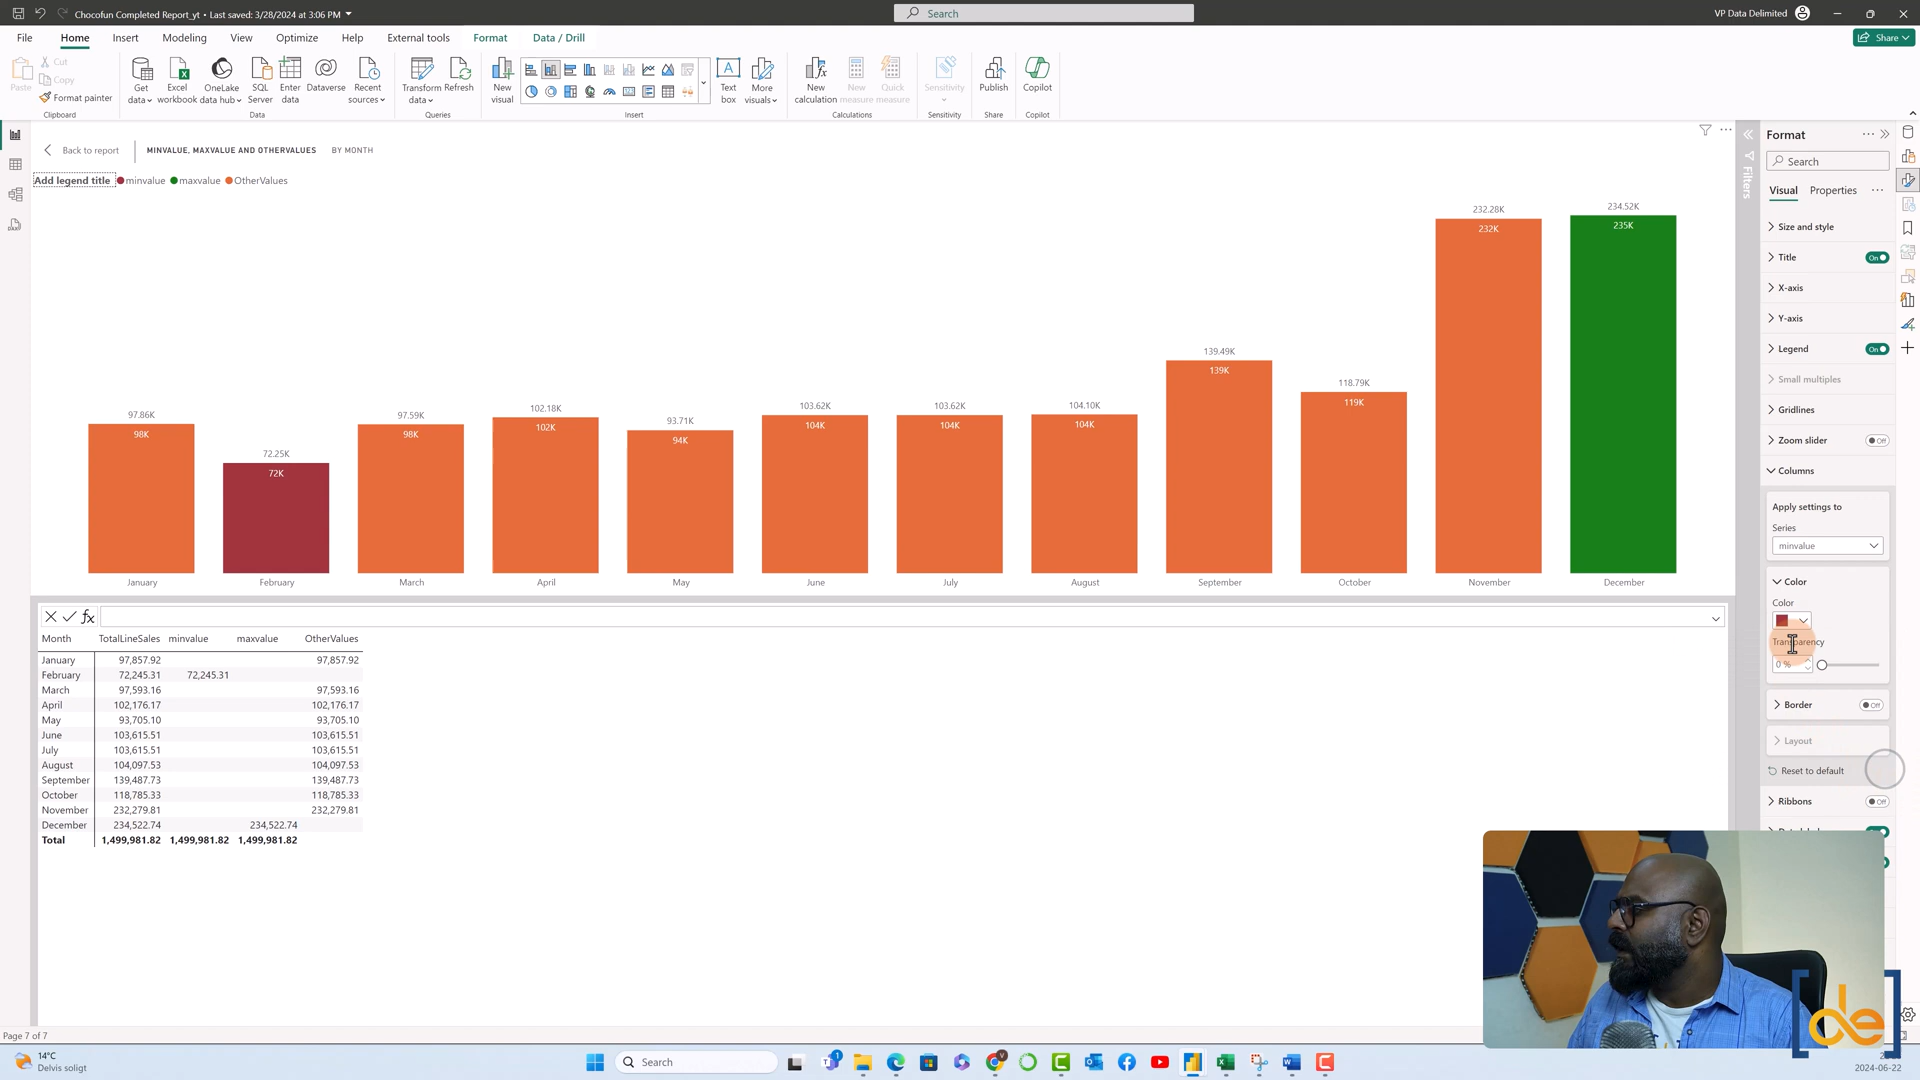 Chocofun Completed Report_yt • Last saved: 3/28/2024 at 3:06 PM
Search
VP Data Delimited
File Home Insert Modeling View Optimize Help External tools Format Data / Drill
Share
Paste
Cut
Copy
Format painter
Clipboard
Get data
Excel workbook
OneLake data hub
SQL Server
Enter data
Dataverse
Recent sources
Data
Transform data
Refresh
Queries
New visual
Text box
More visuals
Insert
New calculation
New measure
Quick measure
Calculations
Sensitivity
Sensitivity
Publish
Share
Copilot
Copilot
Back to report
MINVALUE, MAXVALUE AND OTHERVALUES BY MONTH
Add legend title minvalue maxvalue OtherValues
97.86K 72.25K 97.59K 102.18K 93.71K 103.62K 103.62K 104.10K 139.49K 118.79K 232.28K 234.52K
98K 72K 98K 102K 94K 104K 104K 104K 139K 119K 232K 235K
January February March April May June July August September October November December
fx
Month TotalLineSales minvalue maxvalue OtherValues
January 97,857.92 97,857.92
February 72,245.31 72,245.31
March 97,593.16 97,593.16
April 102,176.17 102,176.17
May 93,705.10 93,705.10
June 103,615.51 103,615.51
July 103,615.51 103,615.51
August 104,097.53 104,097.53
September 139,487.73 139,487.73
October 118,785.33 118,785.33
November 232,279.81 232,279.81
December 234,522.74 234,522.74
Total 1,499,981.82 1,499,981.82 1,499,981.82
Filters
Format
Search
Visual Properties
Size and style
Title On
X-axis
Y-axis
Legend On
Small multiples
Gridlines
Zoom slider Off
Columns
Apply settings to
Series
minvalue
Color
Color
Transparency
0 %
Border Off
Layout
Reset to default
Ribbons Off
de
Page 7 of 7
14°C
Delvis soligt
Search
2024-06-22